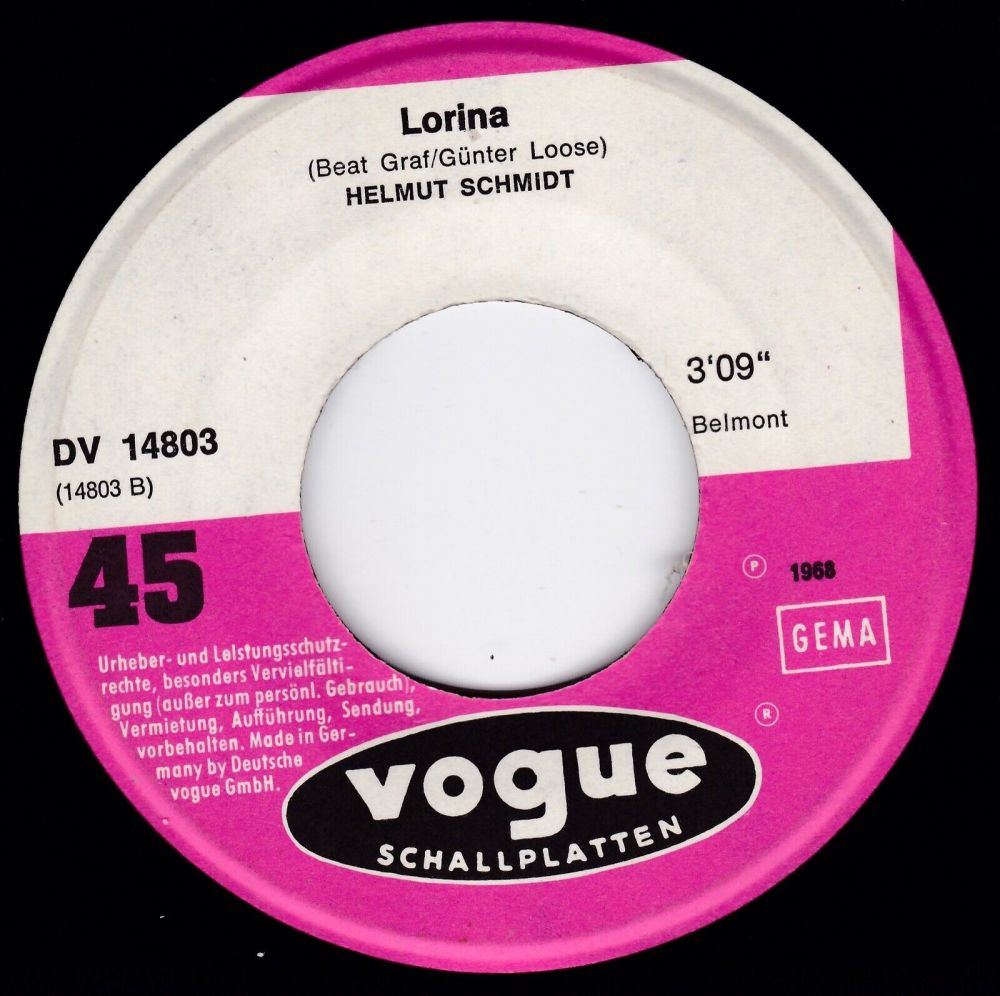 Lorina
(Beat Graf/Günter Loose)
HELMUT SCHMIDT
3‘09“
Belmont
DV 14803
(14803 B)
45
Ⓟ 1968
GEMA
Urheber- und Leistungsschutz-
rechte, besonders Vervielfälti-
gung (außer zum persönl. Gebrauch),
Vermietung, Aufführung, Sendung,
vorbehalten. Made in Ger-
many by Deutsche
vogue GmbH.
®
vogue
SCHALLPLATTEN